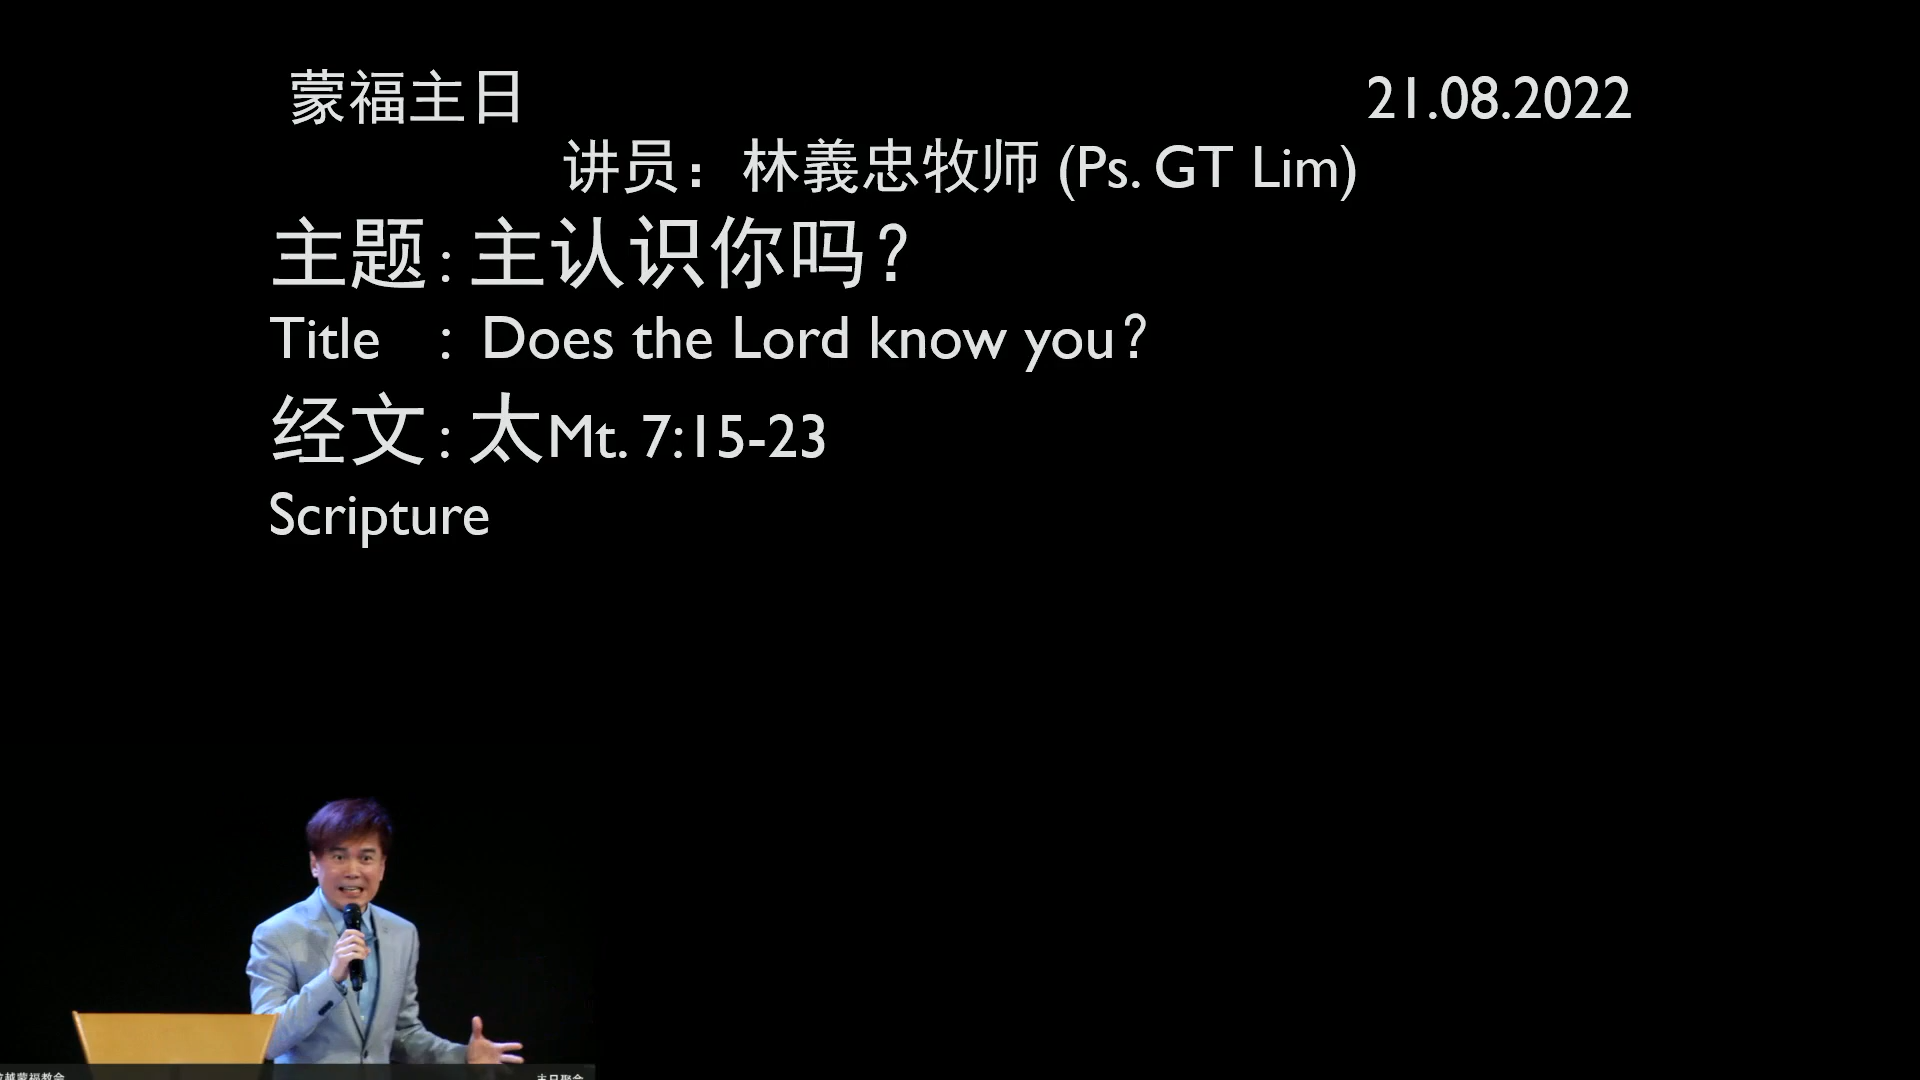 蒙福主日 21.08.2022
讲员：林義忠牧师 (Ps. GT Lim)
主题 : 主认识你吗？
Title : Does the Lord know you？
经文 : 太Mt. 7:15-23
Scripture